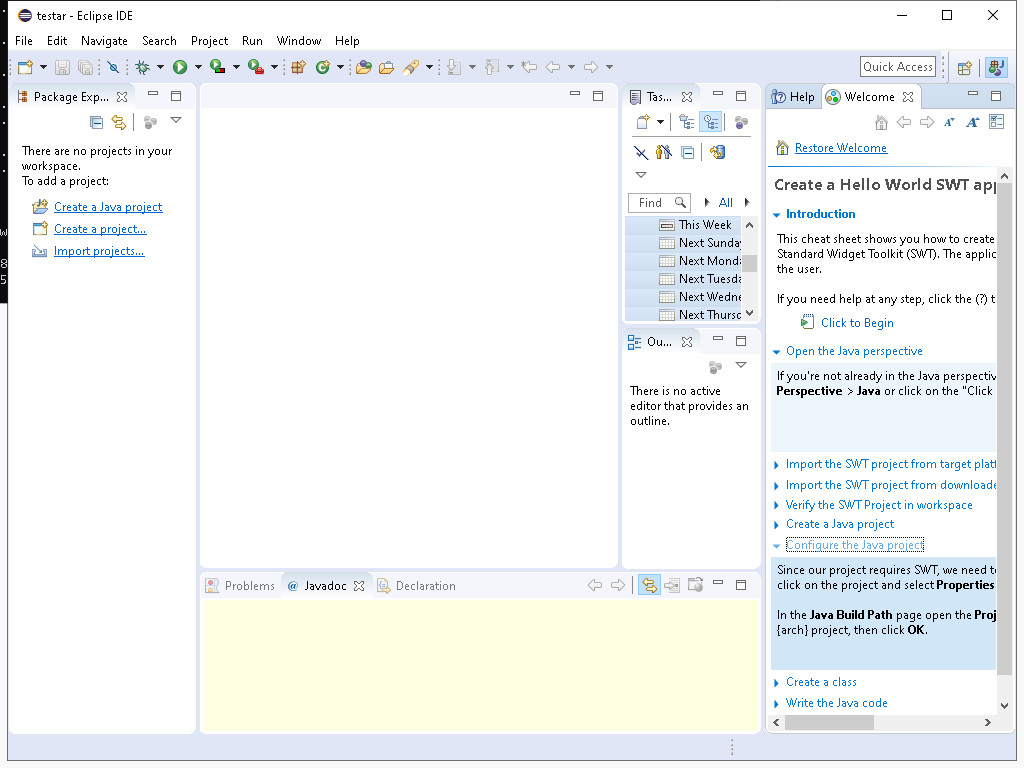 testar - Eclipse IDE
File Edit Navigate Search Project Run Window Help
Quick Access
Package Exp...
There are no projects in your
workspace.
To add a project:
Create a Java project
Create a project...
Import projects...
Tas...
Find
All
This Week
Next Sunday
Next Monda
Next Tuesda
Next Wedne
Next Thursd
Ou...
There is no active
editor that provides an
outline.
Problems @ Javadoc Declaration
Help Welcome
Restore Welcome
Create a Hello World SWT app
Introduction
This cheat sheet shows you how to create
Standard Widget Toolkit (SWT). The applic
the user.
If you need help at any step, click the (?) t
Click to Begin
Open the Java perspective
If you're not already in the Java perspectiv
Perspective > Java or click on the "Click
Import the SWT project from target platf
Import the SWT project from downloade
Verify the SWT Project in workspace
Create a Java project
Configure the Java project
Since our project requires SWT, we need to
click on the project and select Properties
In the Java Build Path page open the Proj
{arch} project, then click OK.
Create a class
Write the Java code